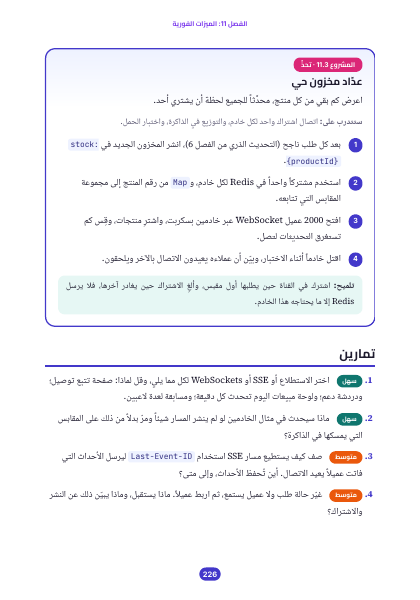 الفصل 11: الميزات الفورية
المشروع 11.3 · تحدٍّ
عدّاد مخزون حي
اعرض كم بقي من كل منتج، محدَّثاً للجميع لحظة أن يشتري أحد.
ستتدرب على: اتصال اشتراك واحد لكل خادم، والتوزيع في الذاكرة، واختبار الحمل.
1 بعد كل طلب ناجح (التحديث الذري من الفصل 6)، انشر المخزون الجديد في stock:
{productId}.
2 استخدم مشتركاً واحداً في Redis لكل خادم، و Map من رقم المنتج إلى مجموعة
المقابس التي تتابعه.
3 افتح 2000 عميل WebSocket عبر خادمين بسكربت، واشترِ منتجات، وقِس كم
تستغرق التحديثات لتصل.
4 اقتل خادماً أثناء الاختبار، وبيّن أن عملاءه يعيدون الاتصال بالآخر ويلحقون.
تلميح: اشترك في القناة حين يطلبها أول مقبس، وألغِ الاشتراك حين يغادر آخرها، فلا يرسل
Redis إلا ما يحتاجه هذا الخادم.
تمارين
1. سهل اختر الاستطلاع أو SSE أو WebSockets لكل مما يلي، وقل لماذا: صفحة تتبع توصيل؛
ودردشة دعم؛ ولوحة مبيعات اليوم تتحدث كل دقيقة؛ ومسابقة لعدة لاعبين.
2. سهل ماذا سيحدث في مثال الخادمين لو لم ينشر المسار شيئاً ومرّ بدلاً من ذلك على المقابس
التي يمسكها في الذاكرة؟
3. متوسط صف كيف يستطيع مسار SSE استخدام Last-Event-ID ليرسل الأحداث التي
فاتت عميلاً يعيد الاتصال. أين تُحفظ الأحداث، وإلى متى؟
4. متوسط غيّر حالة طلب ولا عميل يستمع، ثم اربط عميلاً. ماذا يستقبل، وماذا يبيّن ذلك عن النشر
والاشتراك؟
226